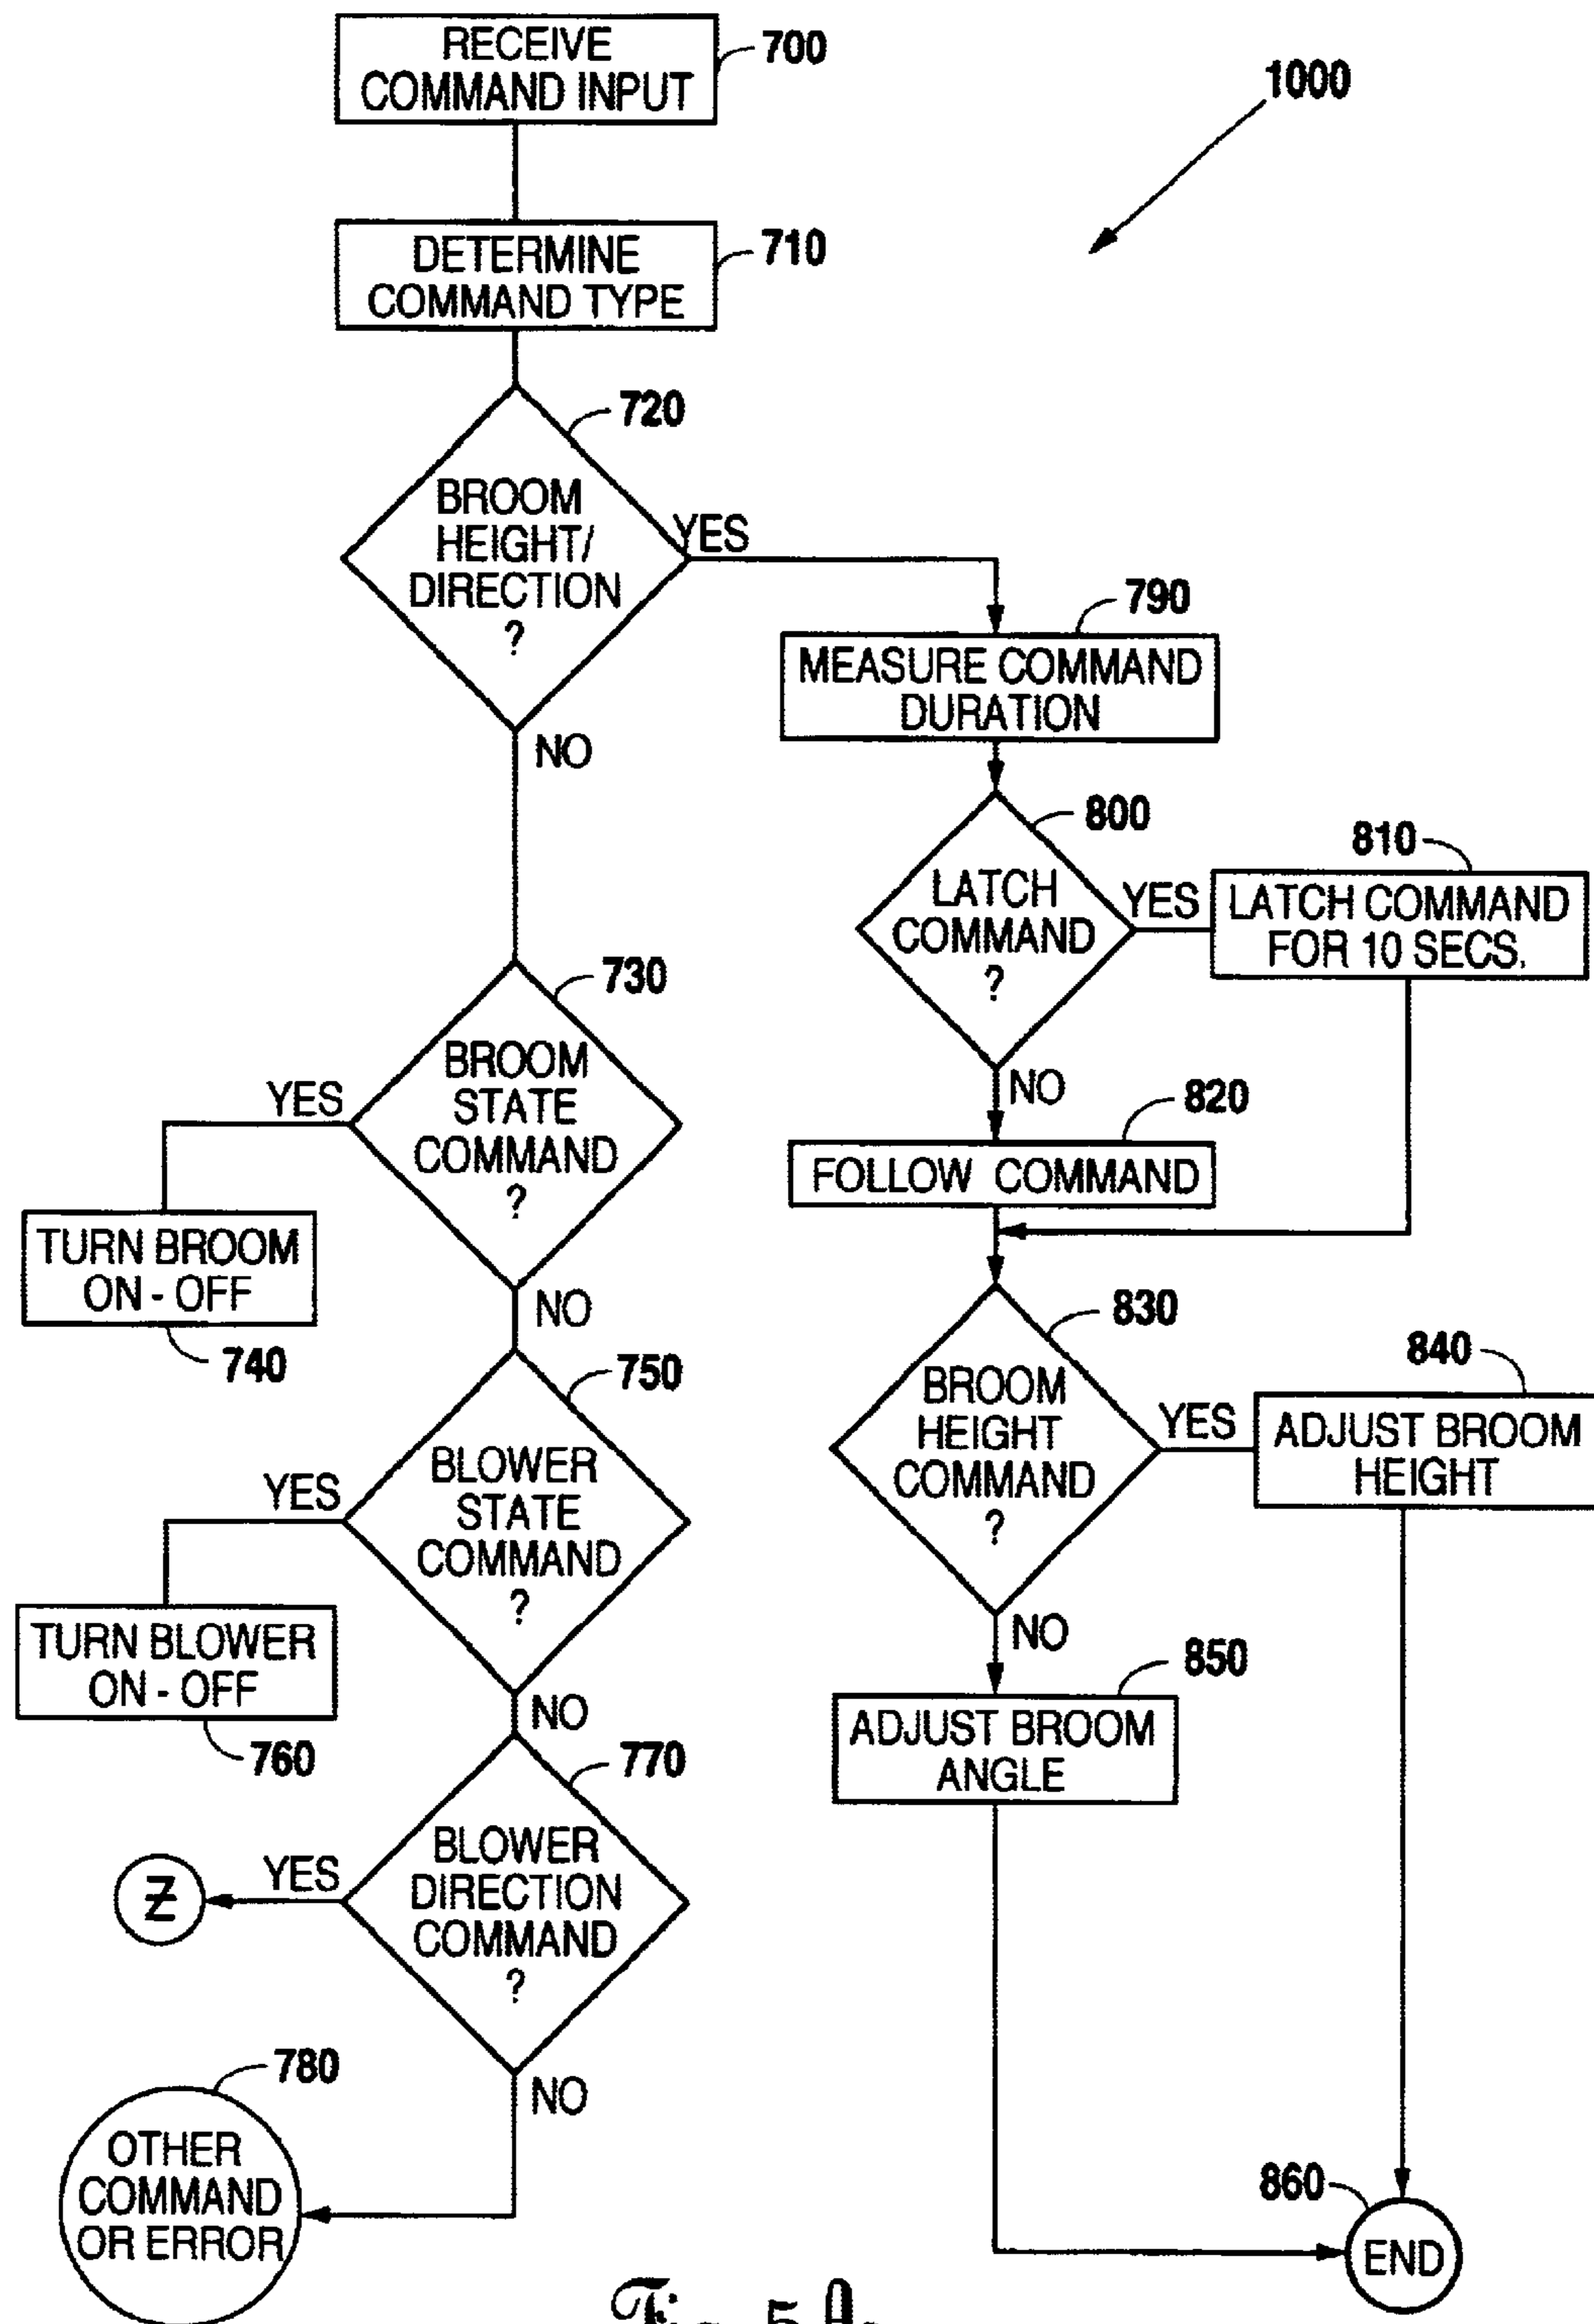 RECEIVE
COMMAND INPUT
700
1000
DETERMINE
COMMAND TYPE
710
720
BROOM
HEIGHT/
DIRECTION
?
YES
NO
790
MEASURE COMMAND
DURATION
800
LATCH
COMMAND
?
YES
NO
810
LATCH COMMAND
FOR 10 SECS.
820
FOLLOW COMMAND
730
BROOM
STATE
COMMAND
?
YES
NO
TURN BROOM
ON - OFF
740
750
BLOWER
STATE
COMMAND
?
YES
NO
TURN BLOWER
ON - OFF
760
770
BLOWER
DIRECTION
COMMAND
?
YES
NO
Z
780
OTHER
COMMAND
OR ERROR
830
BROOM
HEIGHT
COMMAND
?
YES
NO
840
ADJUST BROOM
HEIGHT
850
ADJUST BROOM
ANGLE
860
END
Fig. 5